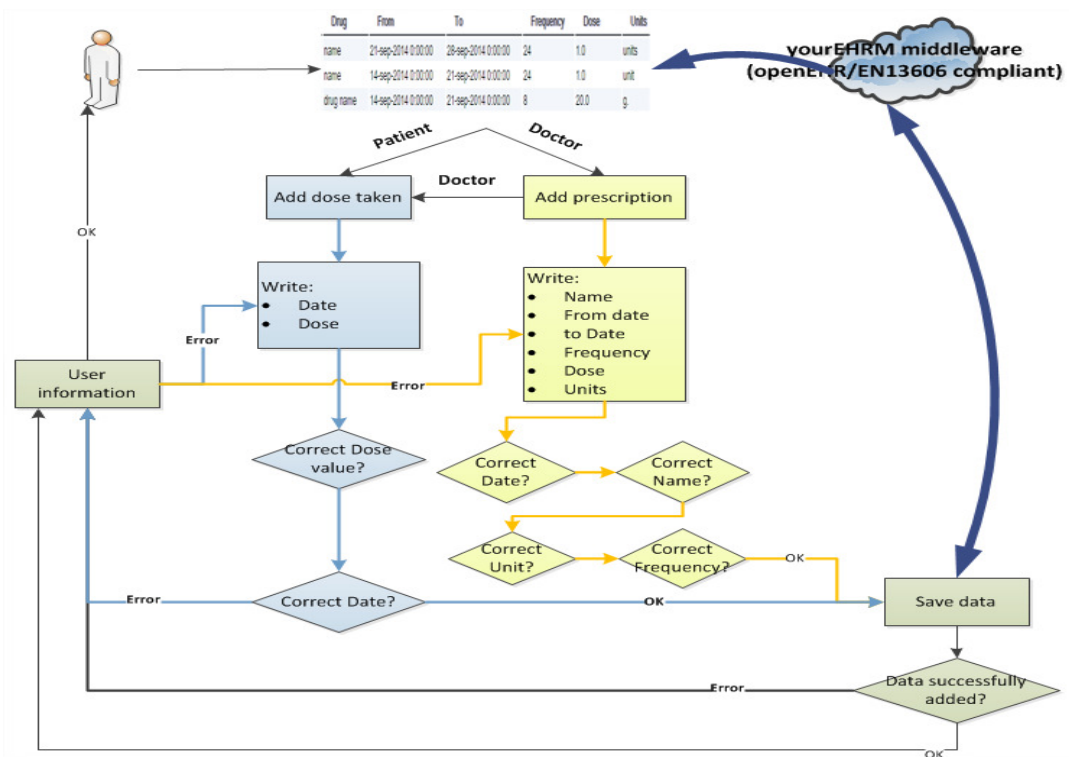 Drug From To Frequency Dose Units
name 21-sep-2014 0:00:00 28-sep-2014 0:00:00 24 1.0 units
name 14-sep-2014 0:00:00 21-sep-2014 0:00:00 24 1.0 unit
drug name 14-sep-2014 0:00:00 21-sep-2014 0:00:00 8 20.0 g.
yourEHRM middleware
(openEHR/EN13606 compliant)
Patient
Doctor
Add dose taken
Doctor
Add prescription
OK
Write:
• Date
• Dose
Write:
• Name
• From date
• to Date
• Frequency
• Dose
• Units
Error
User
information
Error
Correct Dose
value?
Correct
Date?
Correct
Name?
Correct
Unit?
Correct
Frequency?
OK
Error
Correct Date?
OK
Save data
Data successfully
added?
Error
OK